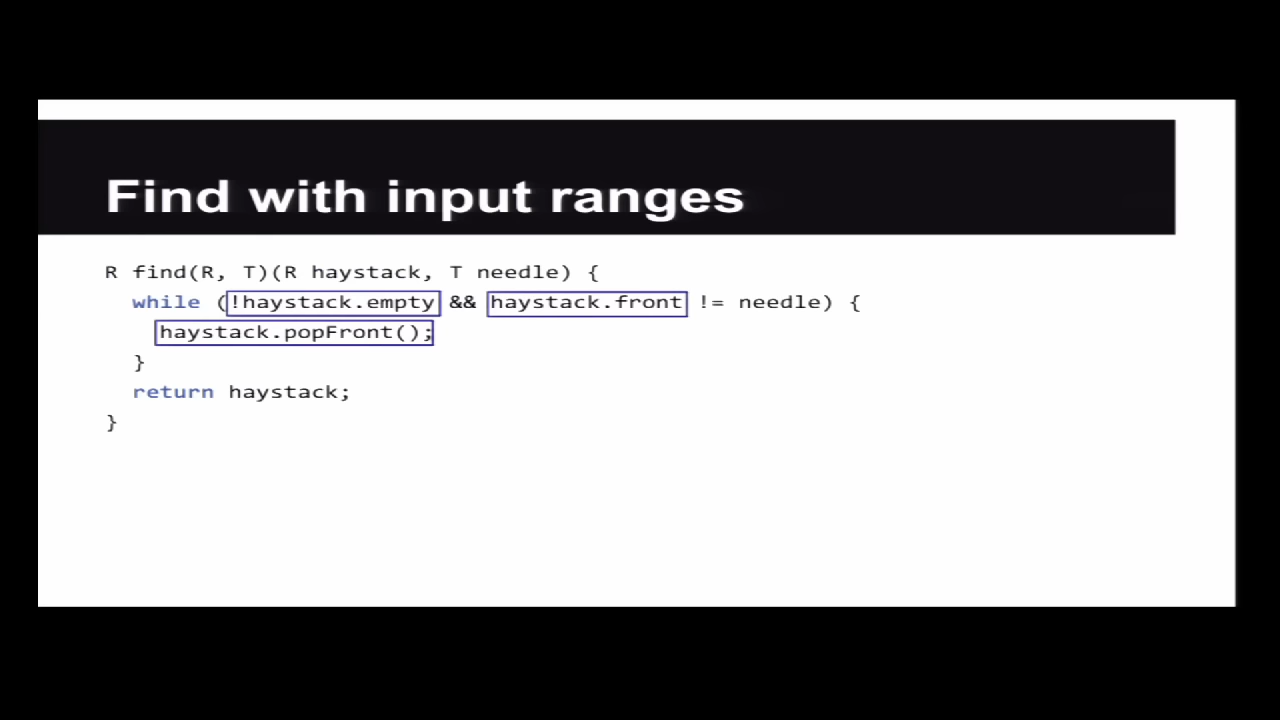 Find with input ranges
R find(R, T)(R haystack, T needle) {
while (!haystack.empty && haystack.front != needle) {
haystack.popFront();
}
return haystack;
}